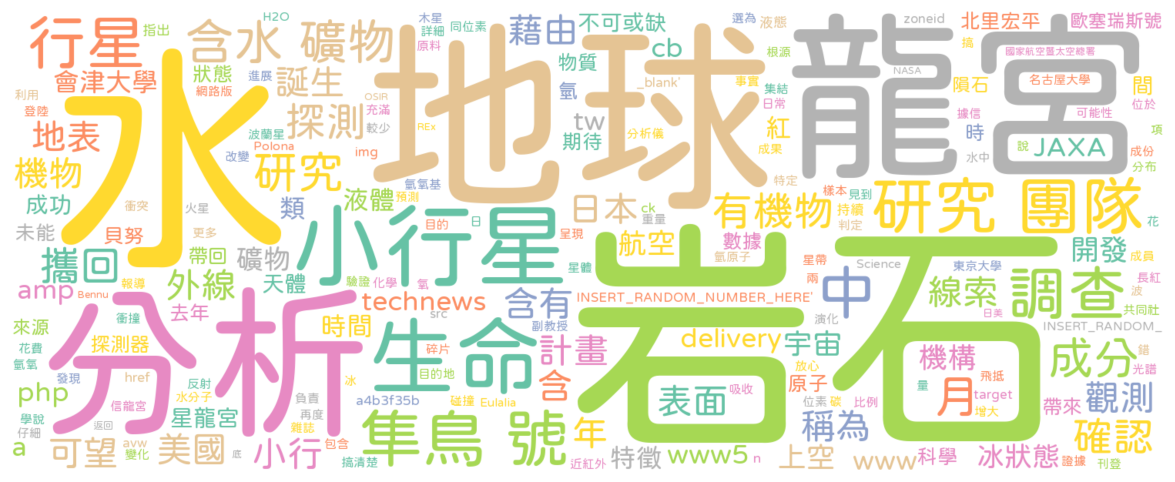 行星
指出
H2O
含水
礦物
木星
詳細
原料
同位素
藉由
不可或缺
cb
物質
zoneid
選為
液態
根源
北里宏平
搞
歐塞瑞斯號
國家航空暨太空總署
NASA
名古屋大學
會津大學
狀態
進展
網路版
誕生
水
地球
龍宮
氫
_blank'
事實
集結
日常
隕石
間
位於
可能性
據信
利用
登陸
地表
探測
波蘭星
Polona
OSIR
充滿
較少
REx
tw
期待
分析儀
紅
成果
時
水中
說
JAXA
項
成份
分布
機物
改變
研究
img
氫氧基
預測
特定
成功
衝突
火星
類
液體
小行星
日本
ck
重量
有機物
樣本
見到
持續
判定
研究
團隊
花
未能
貝努
更多
目的
日
呈現
航空
數據
氫原子
攜回
帶回
礦物
天體
驗證
化學
氧
星體
岩石
星帶
兩
Science
東京大學
開發
成員
長紅
波
amp
Bennu
報導
外線
去年
technews
src
含有
副教授
INSERT_RANDOM_NUMBER_HERE'
中
線索
日美
調查
共同社
INSERT_RANDOM_
來源
衝撞
分析
時間
生命
計畫
delivery
宇宙
演化
花費
氫氧
探測器
碎片
目的地
冰
放心
機構
成分
錯
光譜
發現
href
反射
水分子
a4b3f35b
碰撞
Eulalia
含
表面
吸收
原子
位素
碳
比例
量
月
飛抵
target
增大
php
學說
仔細
信龍宮
返回
星龍宮
負責
再度
雜誌
隼鳥
號
年
稱為
帶來
觀測
確認
a
可望
avw
變化
美國
底
小行
包含
搞清楚
近紅外
特徵
www5
n
上空
www
科學
冰狀態
證據
刊登